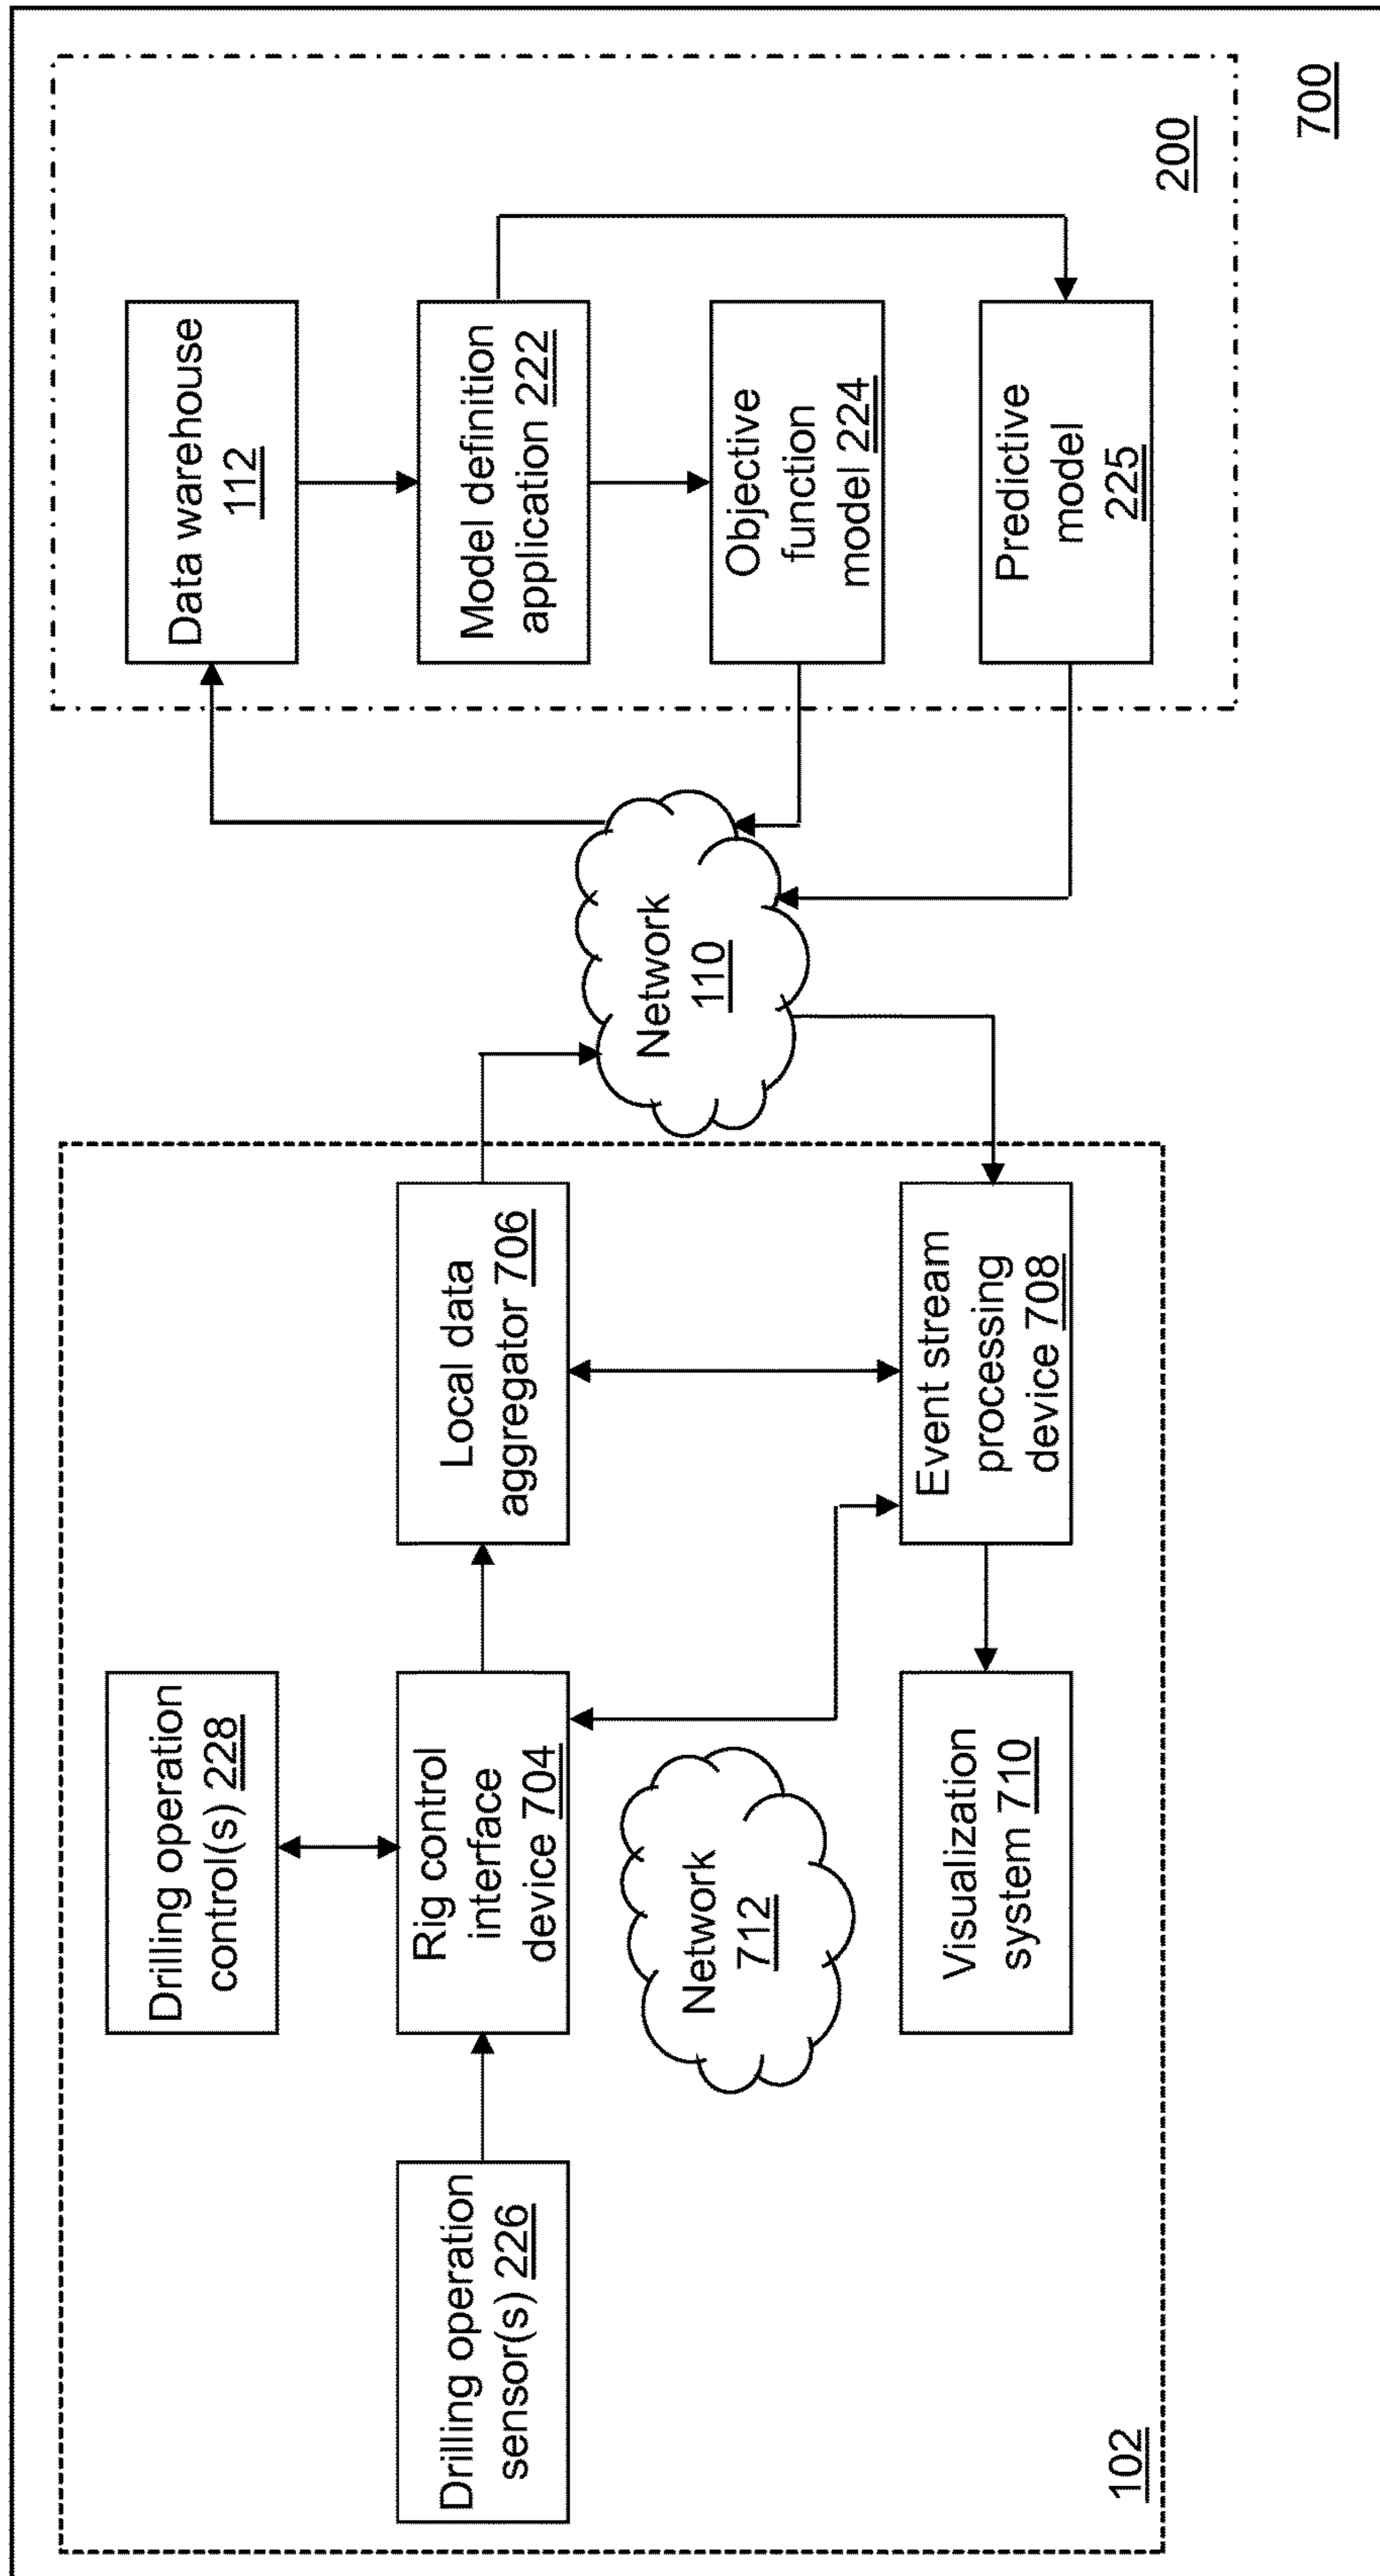 Drilling operation
control(s) 228
Drilling operation
sensor(s) 226
Rig control
interface
device 704
Local data
aggregator 706
Network
712
Visualization
system 710
Event stream
processing
device 708
102
Network
110
Data warehouse
112
Model definition
application 222
Objective
function
model 224
Predictive
model
225
200
700